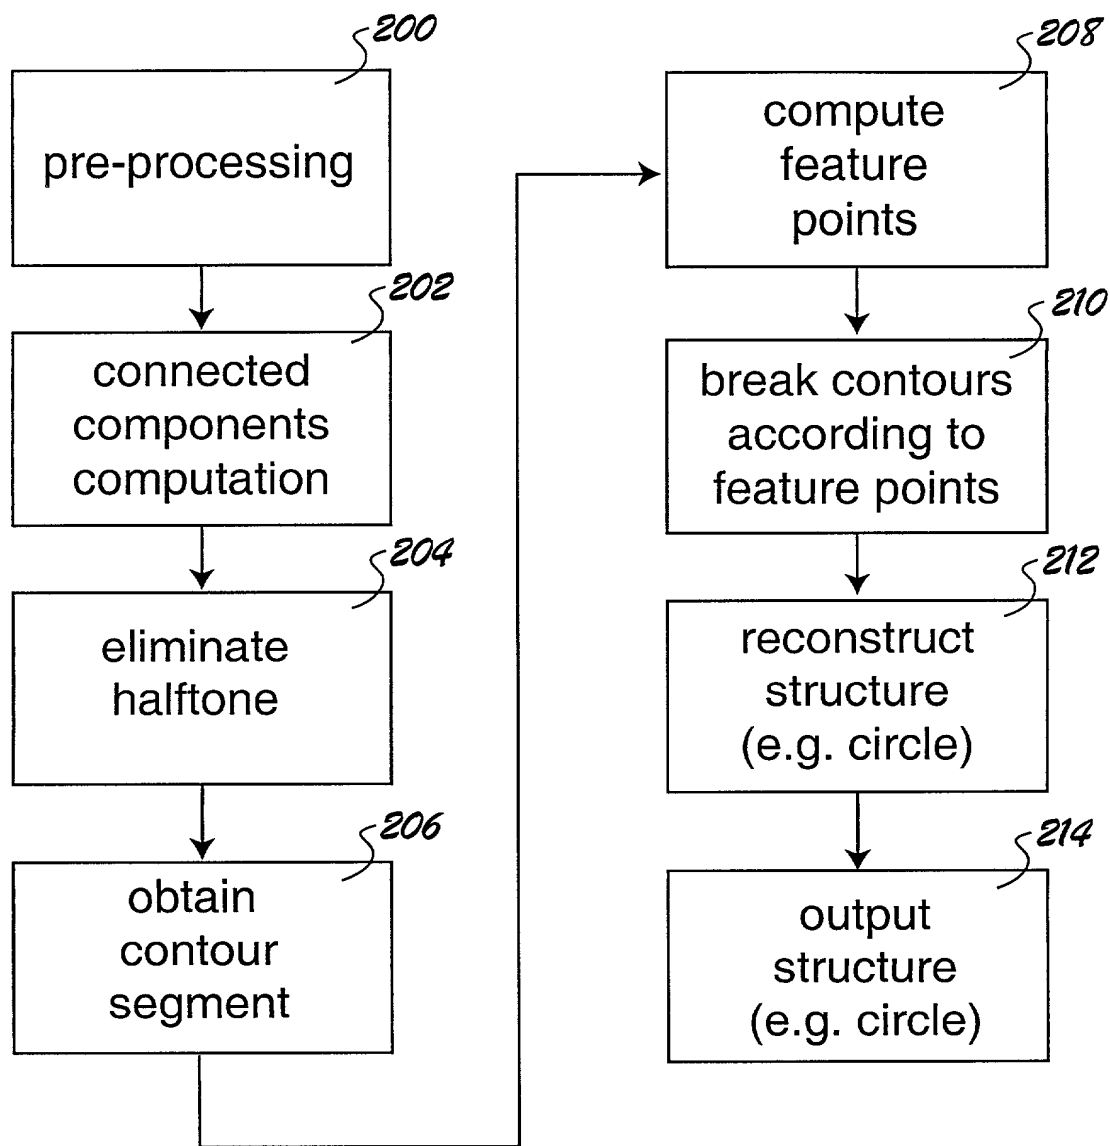 200
pre-processing
202
connected
components
computation
204
eliminate
halftone
206
obtain
contour
segment
208
compute
feature
points
210
break contours
according to
feature points
212
reconstruct
structure
(e.g. circle)
214
output
structure
(e.g. circle)